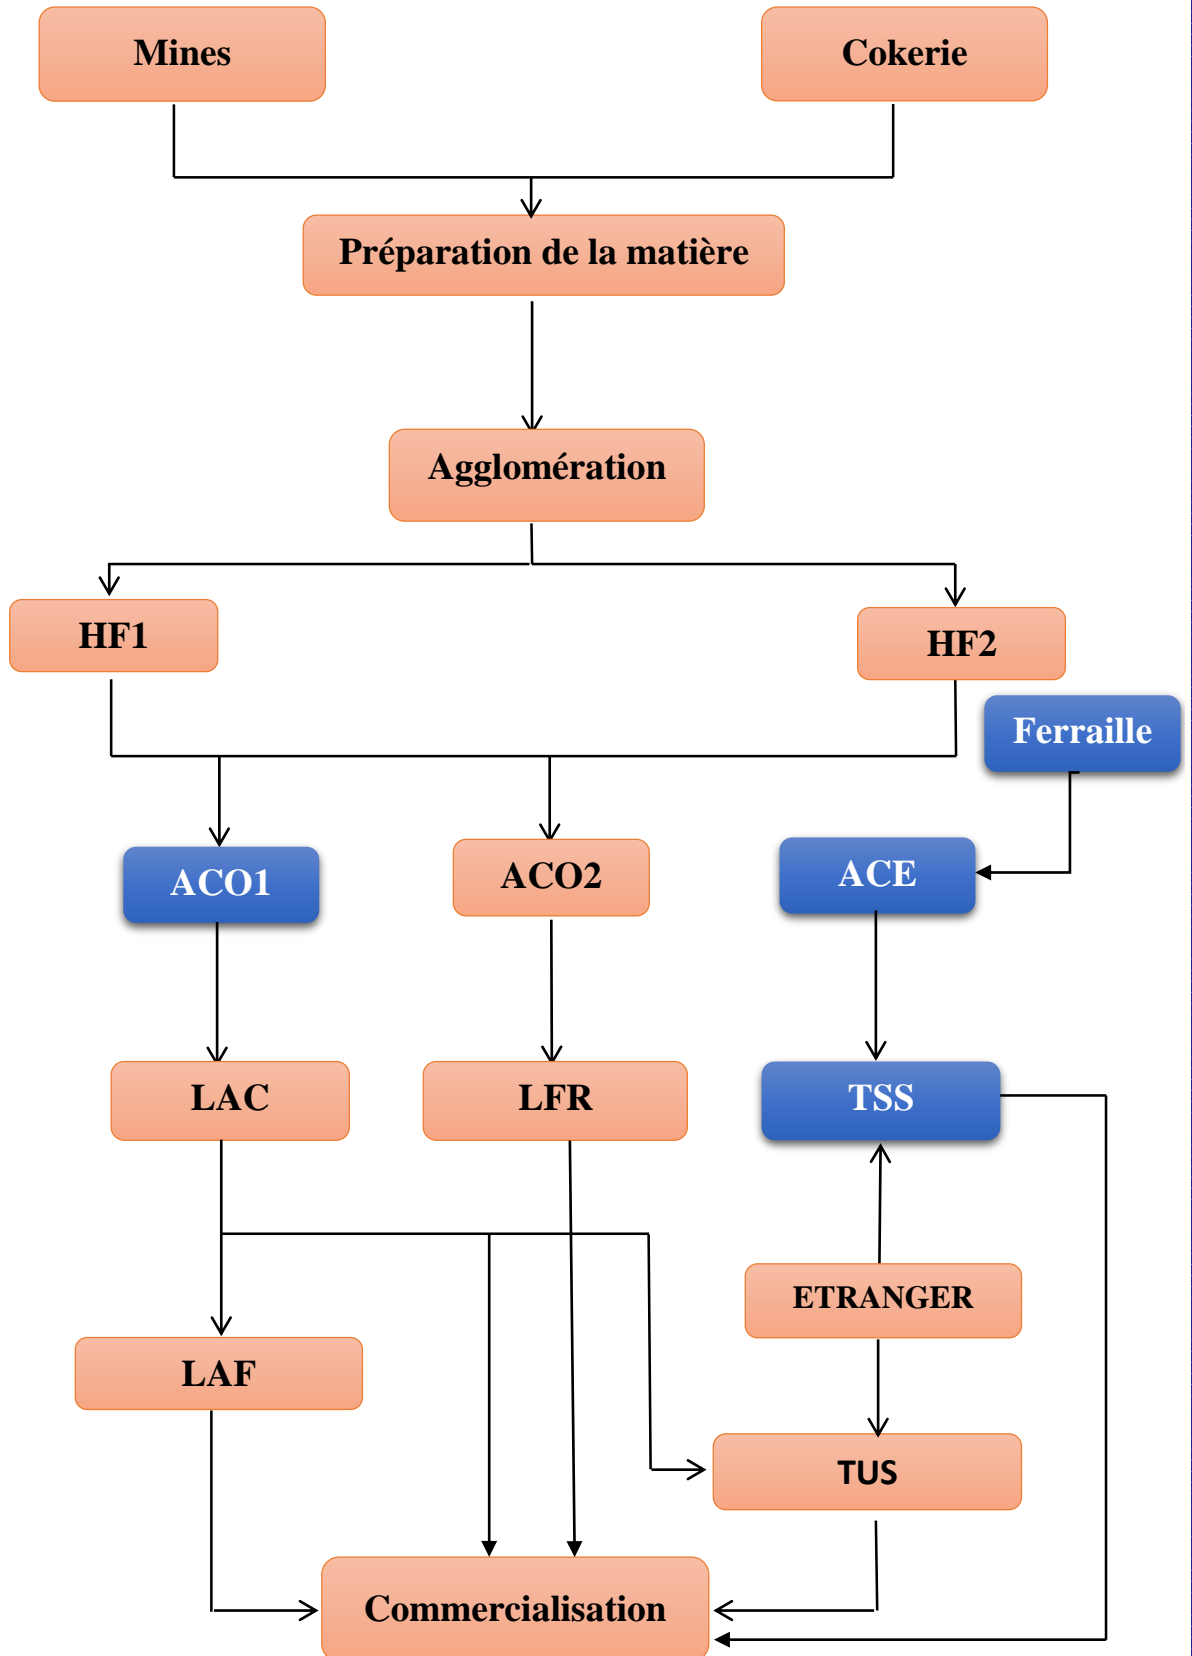 Mines
Cokerie
Préparation de la matière
Agglomération
HF1
HF2
Ferraille
ACO1
ACO2
ACE
LAC
LFR
TSS
ETRANGER
LAF
TUS
Commercialisation